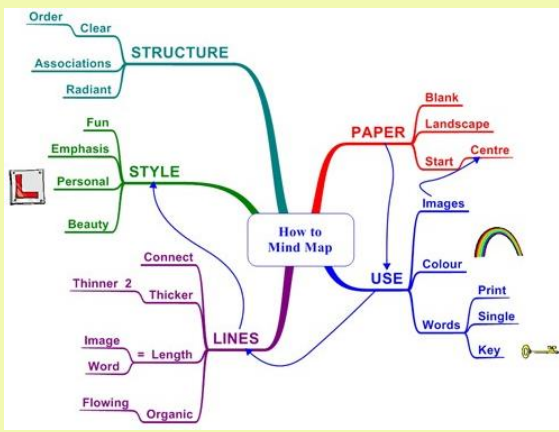 How to
Mind Map
PAPER
Blank
Landscape
Start
Centre
USE
Images
Colour
Words
Print
Single
Key
LINES
Connect
Thinner 2
Thicker
Image
Word
= Length
Flowing
Organic
STYLE
Fun
Emphasis
Personal
Beauty
L
STRUCTURE
Order
Clear
Associations
Radiant